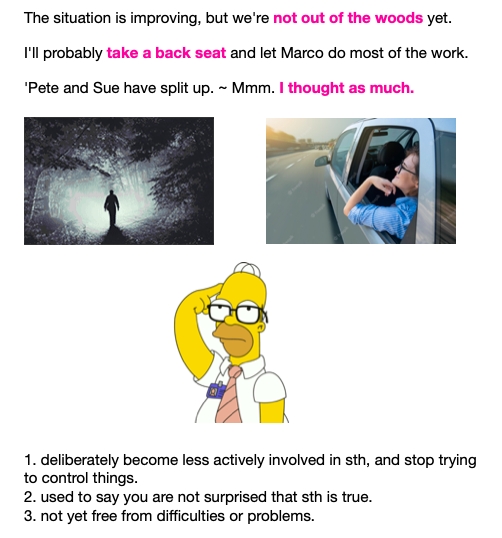 The situation is improving, but we're not out of the woods yet.
I'll probably take a back seat and let Marco do most of the work.
'Pete and Sue have split up. ~ Mmm. I thought as much.
1. deliberately become less actively involved in sth, and stop trying
to control things.
2. used to say you are not surprised that sth is true.
3. not yet free from difficulties or problems.